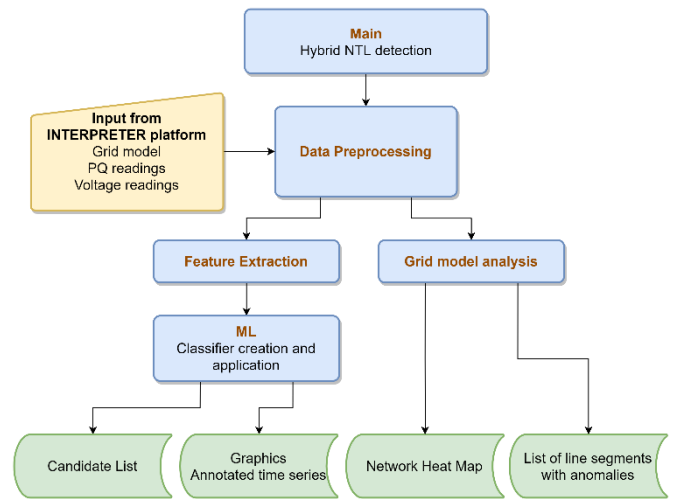 Main
Hybrid NTL detection
Input from
INTERPRETER platform
Grid model
PQ readings
Voltage readings
Data Preprocessing
Feature Extraction
Grid model analysis
ML
Classifier creation and
application
Candidate List
Graphics
Annotated time series
Network Heat Map
List of line segments
with anomalies